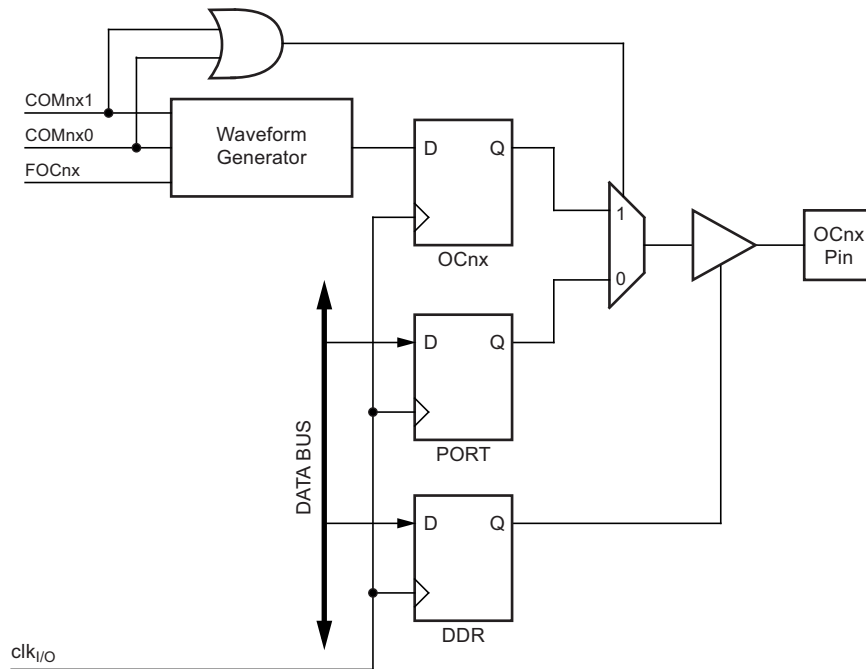 COMnx1
COMnx0
FOCnx
Waveform
Generator
D
Q
OCnx
1
0
OCnx
Pin
D
Q
PORT
DATA BUS
D
Q
DDR
clkI/O